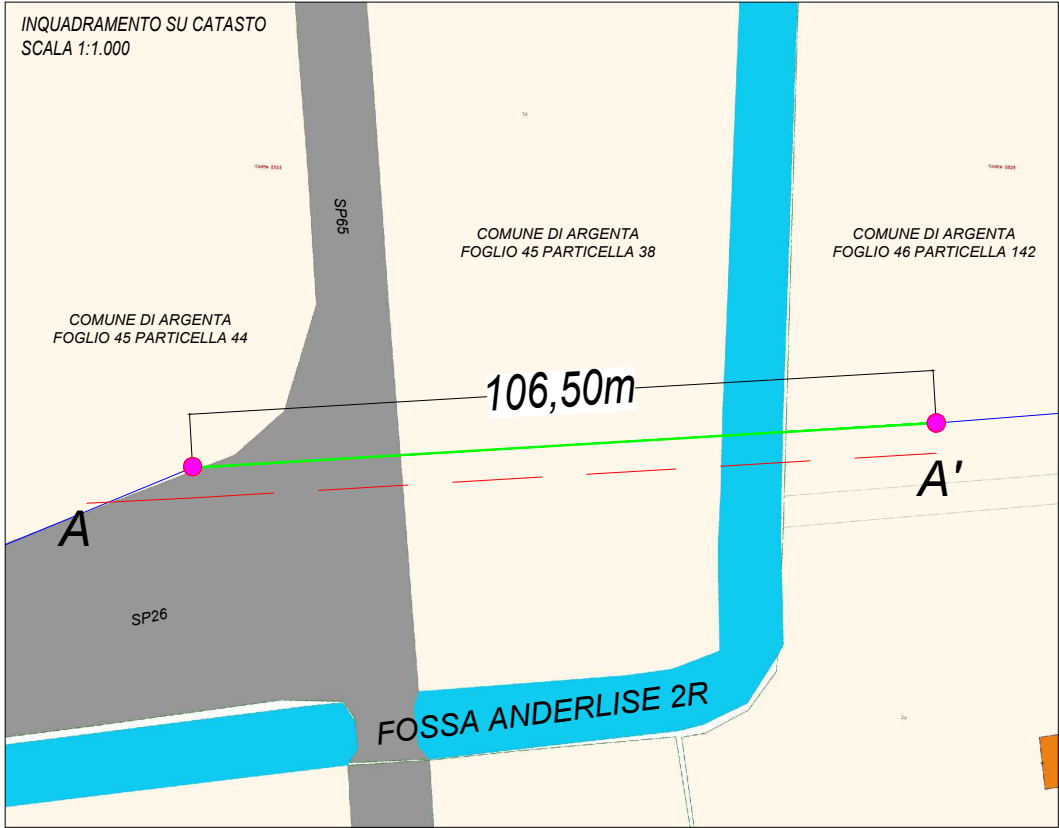 INQUADRAMENTO SU CATASTO
SCALA 1:1.000
SP65
COMUNE DI ARGENTA
FOGLIO 45 PARTICELLA 38
COMUNE DI ARGENTA
FOGLIO 46 PARTICELLA 142
COMUNE DI ARGENTA
FOGLIO 45 PARTICELLA 44
106,50m
A
A'
SP26
FOSSA ANDERLISE 2R